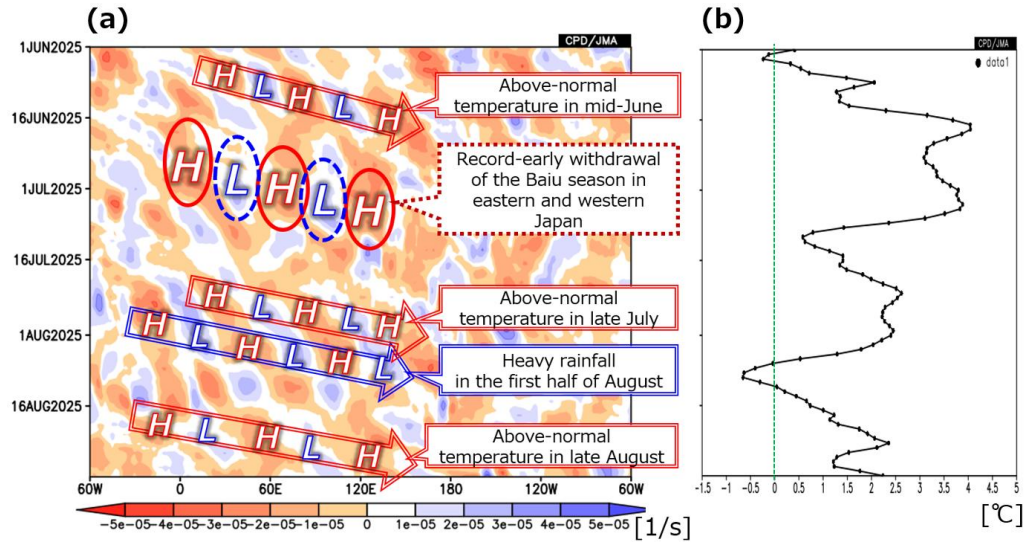 (a)
CPD/JMA
1JUN2025
16JUN2025
1JUL2025
16JUL2025
1AUG2025
16AUG2025
H L H L H
H L H L H
H L H L H
H L H L H L
H L H L H
Above-normal
temperature in mid-June
Record-early withdrawal
of the Baiu season in
eastern and western
Japan
Above-normal
temperature in late July
Heavy rainfall
in the first half of August
Above-normal
temperature in late August
60W 0 60E 120E 180 120W 60W
-5e-05 -4e-05 -3e-05 -2e-05 -1e-05 0 1e-05 2e-05 3e-05 4e-05 5e-05
[1/s]
(b)
CPD/JMA
data1
-1.5 -1 -0.5 0 0.5 1 1.5 2 2.5 3 3.5 4 4.5 5
[℃]